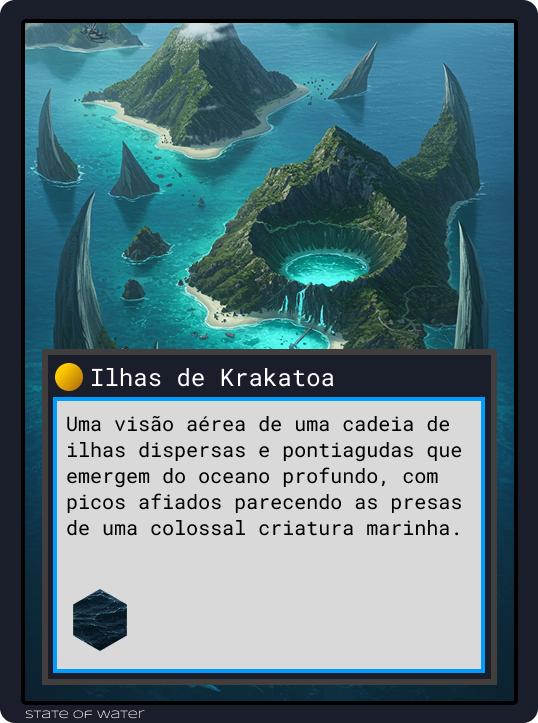 Ilhas de Krakatoa
Uma visão aérea de uma cadeia de
ilhas dispersas e pontiagudas que
emergem do oceano profundo, com
picos afiados parecendo as presas
de uma colossal criatura marinha.
STATE OF WATER